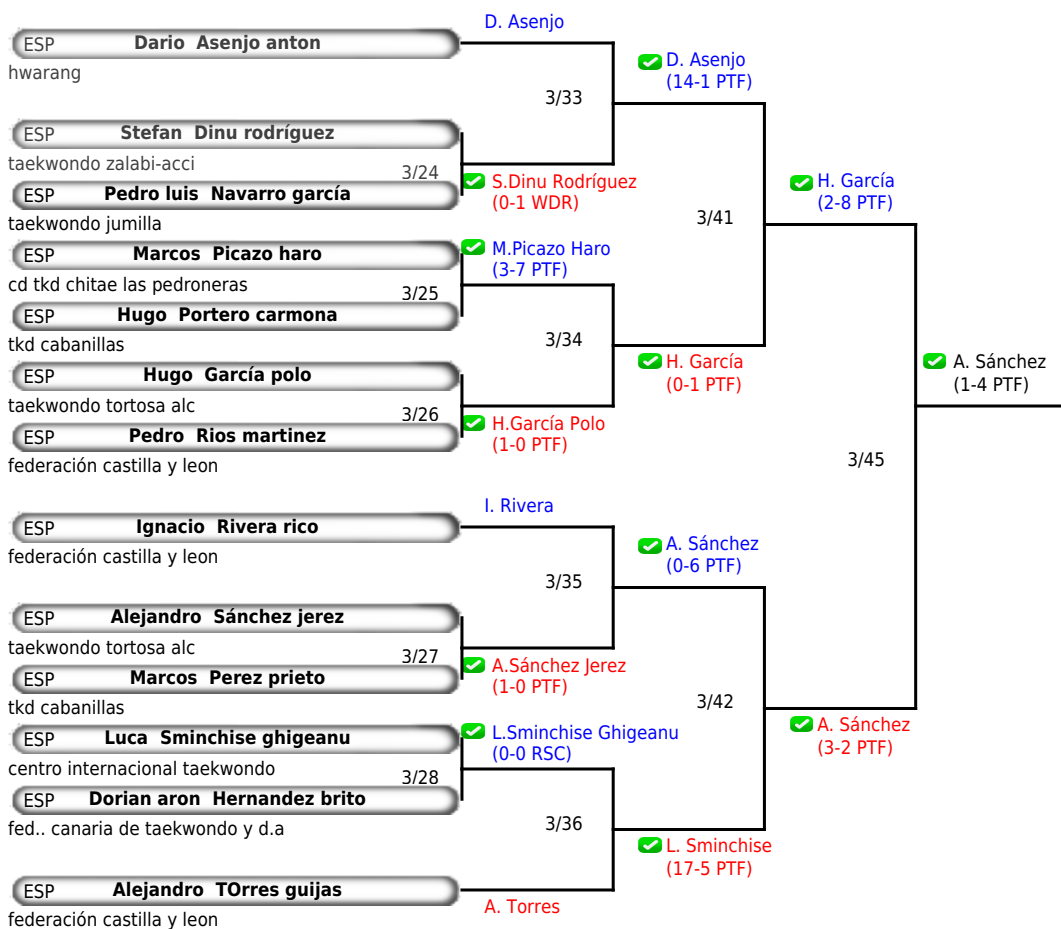 D. Asenjo
ESP Dario Asenjo anton
hwarang
D. Asenjo
(14-1 PTF)
3/33
ESP Stefan Dinu rodríguez
taekwondo zalabi-acci
3/24
S.Dinu Rodríguez
(0-1 WDR)
H. García
(2-8 PTF)
ESP Pedro luis Navarro garcía
taekwondo jumilla
3/41
ESP Marcos Picazo haro
M.Picazo Haro
(3-7 PTF)
cd tkd chitae las pedroneras
3/25
ESP Hugo Portero carmona
tkd cabanillas
3/34
ESP Hugo García polo
H. García
(0-1 PTF)
A. Sánchez
(1-4 PTF)
taekwondo tortosa alc
3/26
H.García Polo
(1-0 PTF)
ESP Pedro Rios martinez
federación castilla y leon
3/45
I. Rivera
ESP Ignacio Rivera rico
federación castilla y leon
A. Sánchez
(0-6 PTF)
3/35
ESP Alejandro Sánchez jerez
taekwondo tortosa alc
3/27
A.Sánchez Jerez
(1-0 PTF)
ESP Marcos Perez prieto
tkd cabanillas
3/42
ESP Luca Sminchise ghigeanu
L.Sminchise Ghigeanu
(0-0 RSC)
A. Sánchez
(3-2 PTF)
centro internacional taekwondo
3/28
ESP Dorian aron Hernandez brito
fed.. canaria de taekwondo y d.a
3/36
L. Sminchise
(17-5 PTF)
ESP Alejandro TOrres guijas
A. Torres
federación castilla y leon